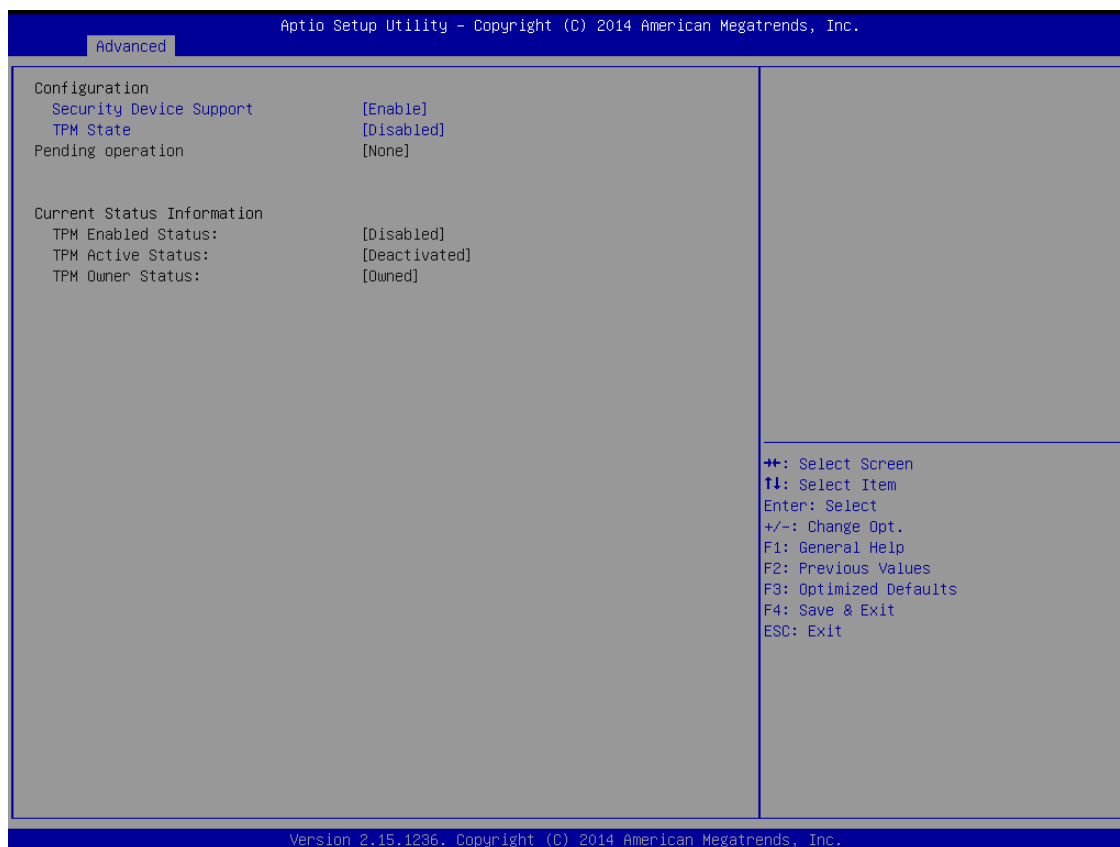 Aptio Setup Utility – Copyright (C) 2014 American Megatrends, Inc.
Advanced
Configuration
Security Device Support [Enable]
TPM State [Disabled]
Pending operation [None]
Current Status Information
TPM Enabled Status: [Disabled]
TPM Active Status: [Deactivated]
TPM Owner Status: [Owned]
→←: Select Screen
↑↓: Select Item
Enter: Select
+/-: Change Opt.
F1: General Help
F2: Previous Values
F3: Optimized Defaults
F4: Save & Exit
ESC: Exit
Version 2.15.1236. Copyright (C) 2014 American Megatrends, Inc.